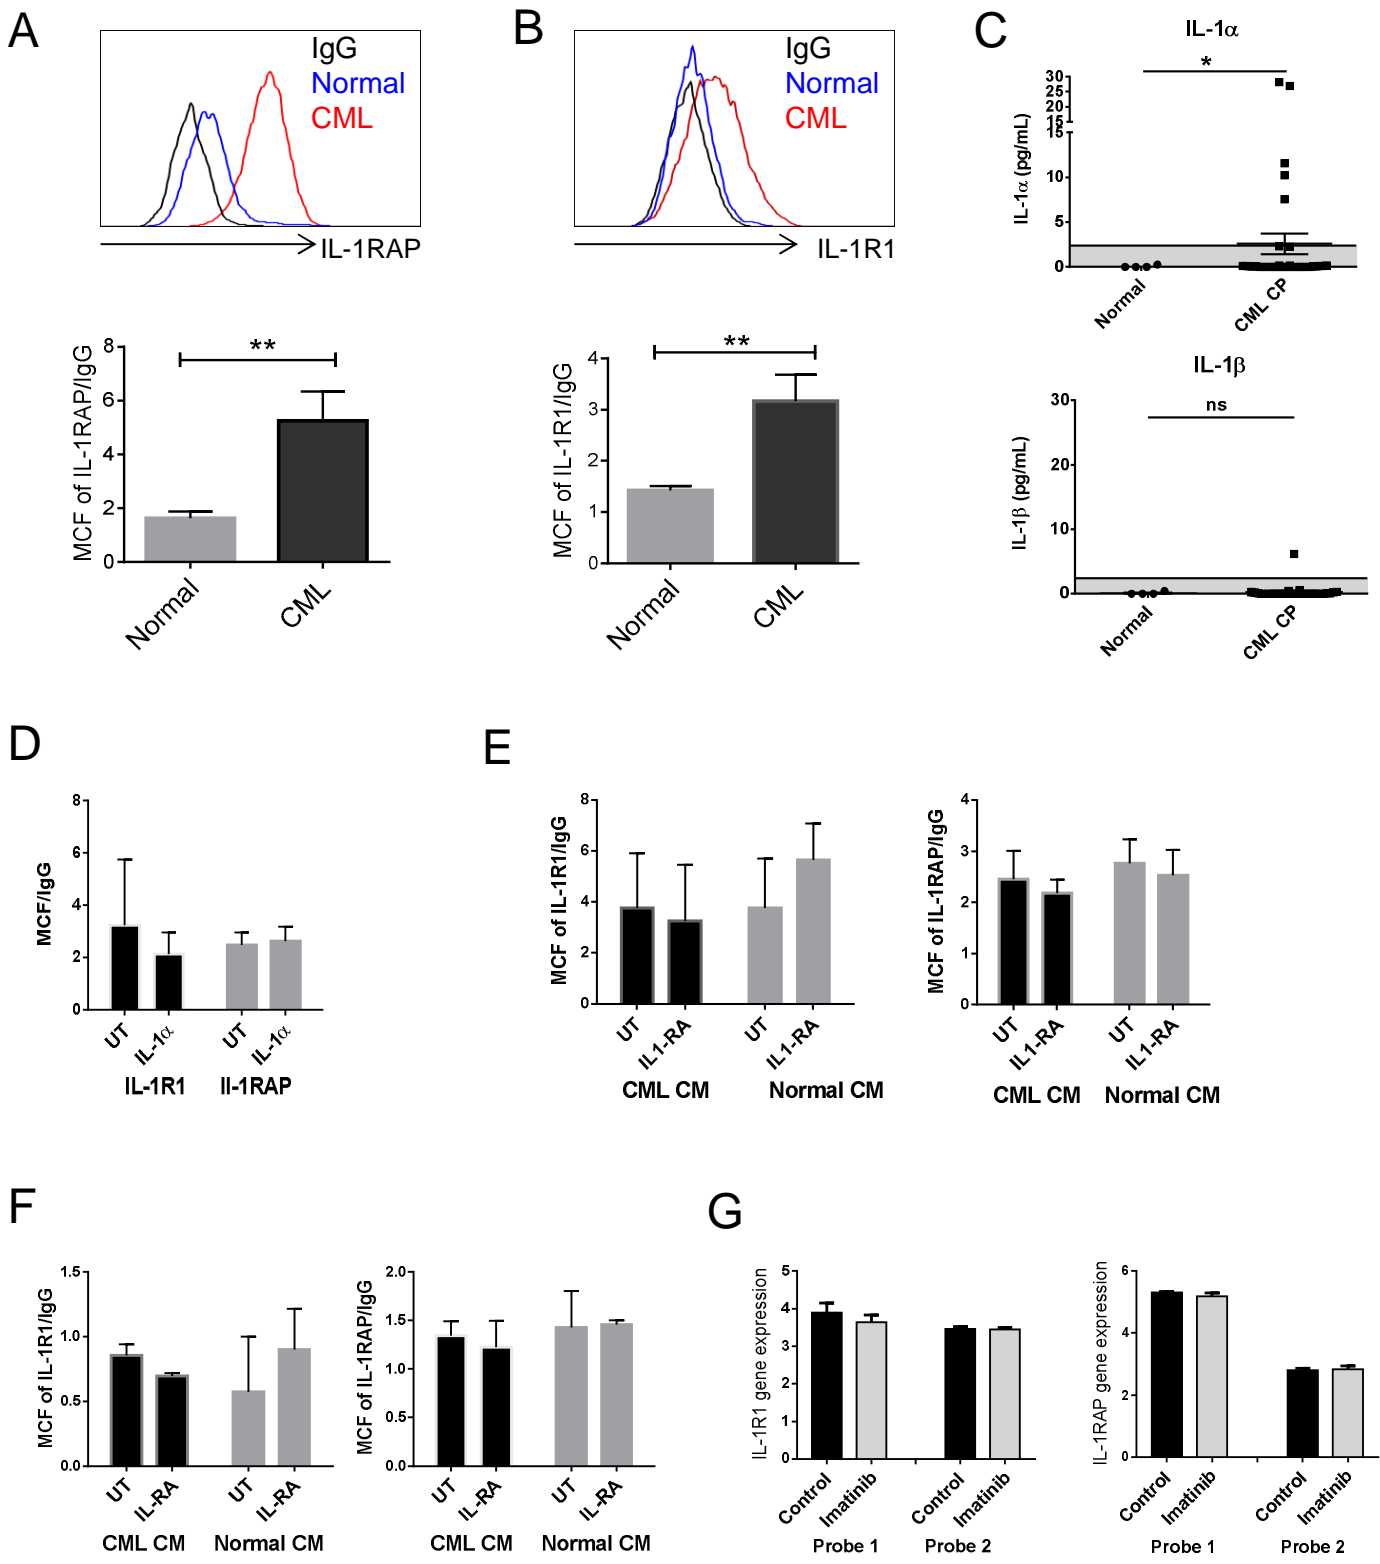 A
IgG
Normal
CML
IL-1RAP
MCF of IL-1RAP/IgG
8
6
4
2
0
**
Normal
CML
B
IgG
Normal
CML
IL-1R1
MCF of IL-1R1/IgG
4
3
2
1
0
**
Normal
CML
C
IL-1α
*
IL-1α (pg/mL)
30
25
20
15
15
10
5
0
Normal
CML CP
IL-1β
ns
IL-1β (pg/mL)
30
20
10
0
Normal
CML CP
D
MCF/IgG
8
6
4
2
0
UT
IL-1α
UT
IL-1α
IL-1R1
Il-1RAP
E
MCF of IL-1R1/IgG
8
6
4
2
0
UT
IL1-RA
UT
IL1-RA
CML CM
Normal CM
MCF of IL-1RAP/IgG
4
3
2
1
0
UT
IL1-RA
UT
IL1-RA
CML CM
Normal CM
F
MCF of IL-1R1/IgG
1.5
1.0
0.5
0.0
UT
IL-RA
UT
IL-RA
CML CM
Normal CM
MCF of IL-1RAP/IgG
2.0
1.5
1.0
0.5
0.0
UT
IL-RA
UT
IL-RA
CML CM
Normal CM
G
IL-1R1 gene expression
5
4
3
2
1
0
Control
Imatinib
Control
Imatinib
Probe 1
Probe 2
IL-1RAP gene expression
6
4
2
0
Control
Imatinib
Control
Imatinib
Probe 1
Probe 2